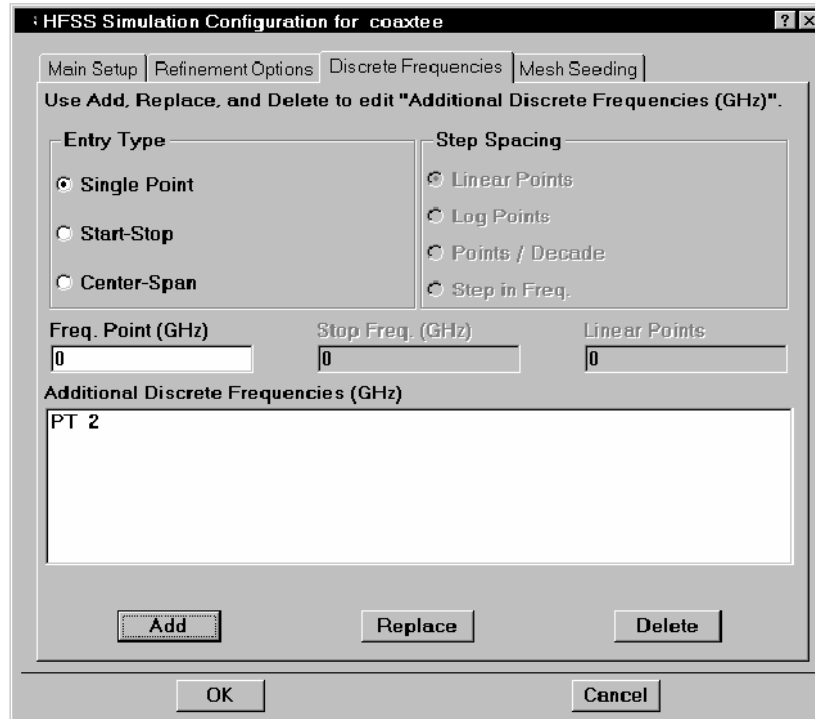 HFSS Simulation Configuration for coaxtee
Main Setup Refinement Options Discrete Frequencies Mesh Seeding
Use Add, Replace, and Delete to edit "Additional Discrete Frequencies (GHz)".
Entry Type Step Spacing
Single Point Linear Points
Log Points
Start-Stop
Points / Decade
Center-Span
Step in Freq.
Freq. Point (GHz) Stop Freq. (GHz) Linear Points
0 0 0
Additional Discrete Frequencies (GHz)
PT 2
Add Replace Delete
OK Cancel